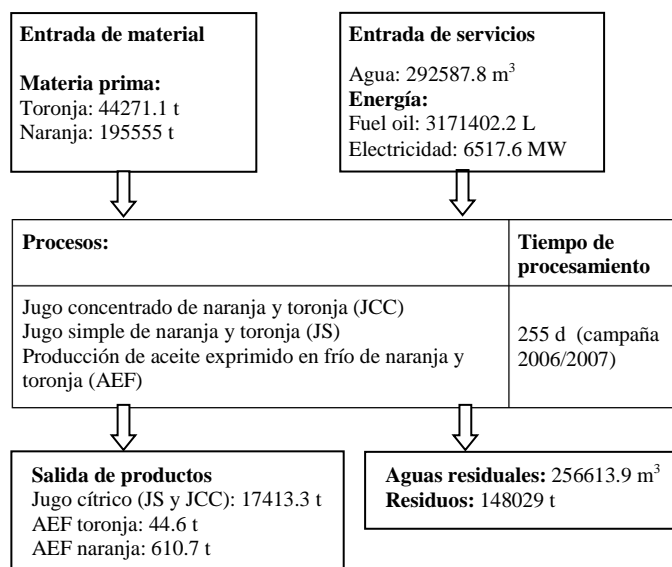 Entrada de material
Materia prima:
Toronja: 44271.1 t
Naranja: 195555 t
Entrada de servicios
Agua: 292587.8 m³
Energía:
Fuel oil: 3171402.2 L
Electricidad: 6517.6 MW
Procesos:
Tiempo de
procesamiento
Jugo concentrado de naranja y toronja (JCC)
Jugo simple de naranja y toronja (JS)
Producción de aceite exprimido en frío de naranja y
toronja (AEF)
255 d (campaña
2006/2007)
Salida de productos
Jugo cítrico (JS y JCC): 17413.3 t
AEF toronja: 44.6 t
AEF naranja: 610.7 t
Aguas residuales: 256613.9 m³
Residuos: 148029 t